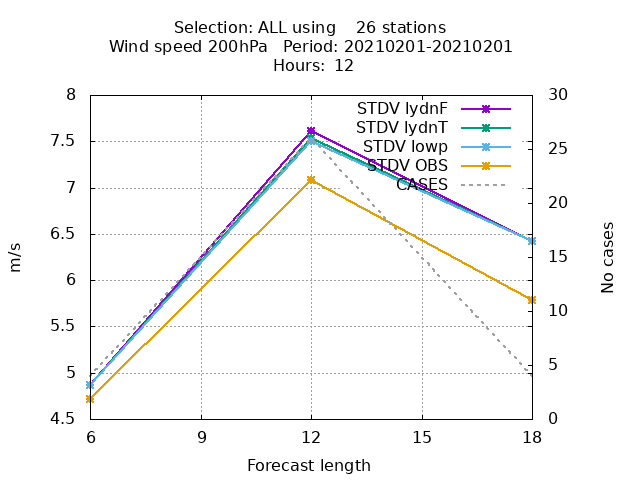 Selection: ALL using    26 stations
Wind speed 200hPa   Period: 20210201-20210201
Hours:  12
8
7.5
7
6.5
6
5.5
5
4.5
m/s
STDV lydnF
STDV lydnT
STDV lowp
STDV OBS
CASES
30
25
20
15
10
5
0
No cases
6
9
12
15
18
Forecast length